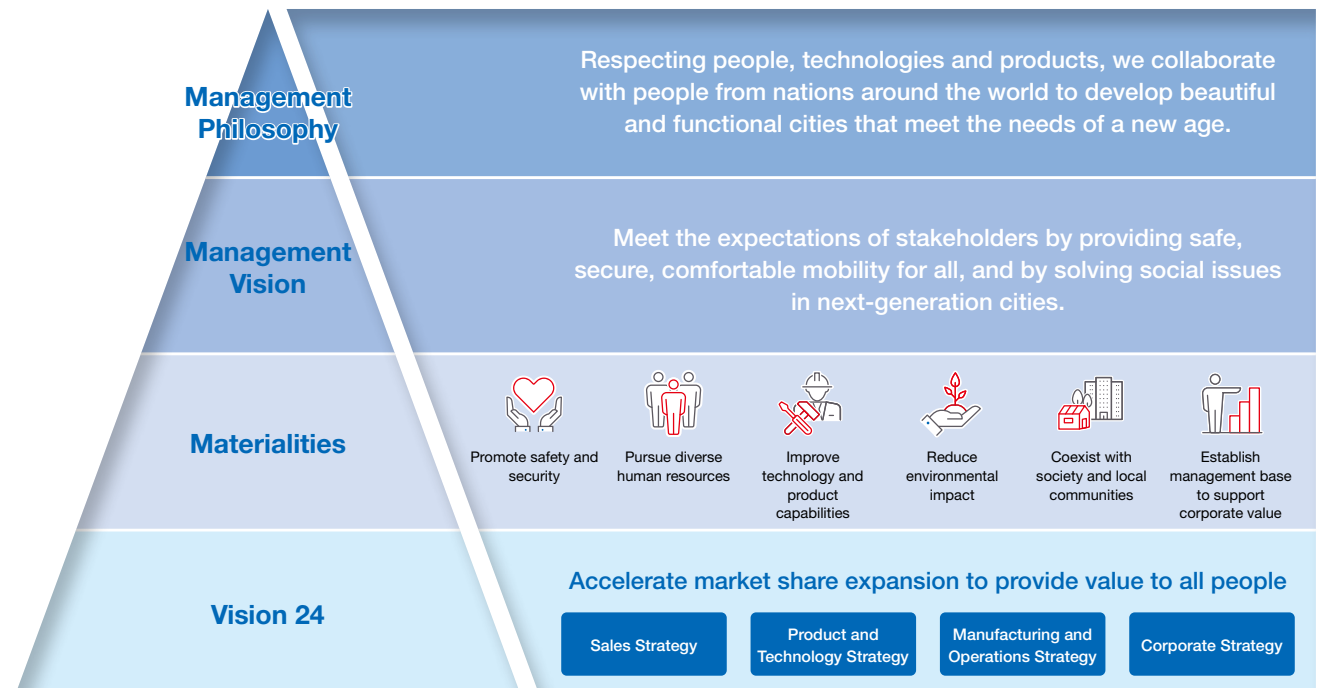 Management
Philosophy
Respecting people, technologies and products, we collaborate
with people from nations around the world to develop beautiful
and functional cities that meet the needs of a new age.
Management
Vision
Meet the expectations of stakeholders by providing safe,
secure, comfortable mobility for all, and by solving social issues
in next-generation cities.
Materialities
Promote safety and
security
Pursue diverse
human resources
Improve
technology and
product
capabilities
Reduce
environmental
impact
Coexist with
society and local
communities
Establish
management base
to support
corporate value
Vision 24
Accelerate market share expansion to provide value to all people
Sales Strategy
Product and
Technology Strategy
Manufacturing and
Operations Strategy
Corporate Strategy